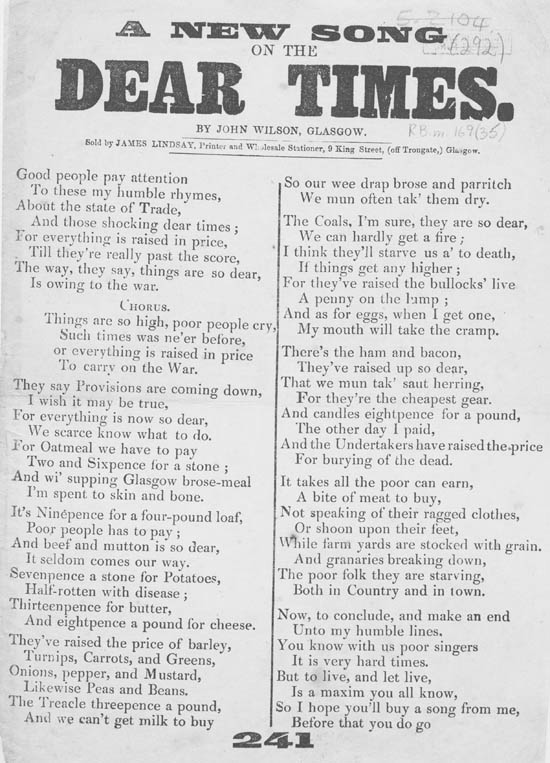 5. Z 104
(292)
A NEW SONG
ON THE
DEAR TIMES.
BY JOHN WILSON, GLASGOW.
R.B.m.169(35)
Sold by JAMES LINDSAY, Printer and Wholesale Stationer, 9 King Street, (off Trongate,) Glasgow.
Good people pay attention
To these my humble rhymes,
About the state of Trade,
And those shocking dear times;
For everything is raised in price,
Till they're really past the score,
The way, they say, things are so dear,
Is owing to the war.
CHORUS.
Things are so high, poor people cry,
Such times was ne'er before,
or everything is raised in price
To carry on the War.
They say Provisions are coming down,
I wish it may be true,
For everything is now so dear,
We scarce know what to do.
For Oatmeal we have to pay
Two and Sixpence for a stone;
And wi' supping Glasgow brose-meal
I'm spent to skin and bone.
It's Ninepence for a four-pound loaf,
Poor people has to pay;
And beef and mutton is so dear,
It seldom comes our way.
Sevenpence a stone for Potatoes,
Half-rotten with disease;
Thirteenpence for butter,
And eightpence a pound for cheese.
They've raised the price of barley,
Turnips, Carrots, and Greens,
Onions, pepper, and Mustard,
Likewise Peas and Beans.
The Treacle threepence a pound,
And we can't get milk to buy
So our wee drap brose and parritch
We mun often tak' them dry.
The Coals, I'm sure, they are so dear,
We can hardly get a fire;
I think they'll starve us a' to death,
If things get any higher;
For they've raised the bullocks' live
A penny on the lump;
And as for eggs, when I get one,
My mouth will take the cramp.
There's the ham and bacon,
They've raised up so dear,
That we mun tak' saut herring,
For they're the cheapest gear.
And candles eightpence for a pound,
The other day I paid,
And the Undertakers have raised the price
For burying of the dead.
It takes all the poor can earn,
A bite of meat to buy,
Not speaking of their ragged clothes,
Or shoon upon their feet,
While farm yards are stocked with grain.
And granaries breaking down,
The poor folk they are starving,
Both in Country and in town.
Now, to conclude, and make an end
Unto my humble lines.
You know with us poor singers
It is very hard times.
But to live, and let live,
Is a maxim you all know,
So I hope you'll buy a song from me,
Before that you do go
241